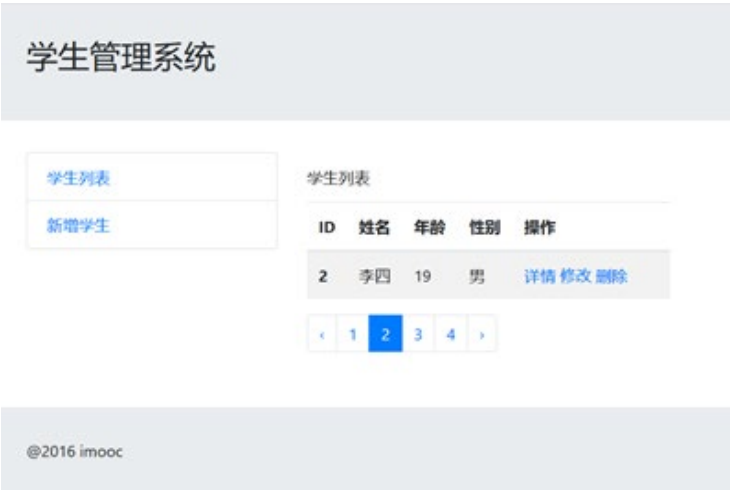 学生管理系统
学生列表
新增学生
学生列表
ID 姓名 年龄 性别 操作
2 李四 19 男 详情 修改 删除
‹ 1 2 3 4 ›
@2016 imooc